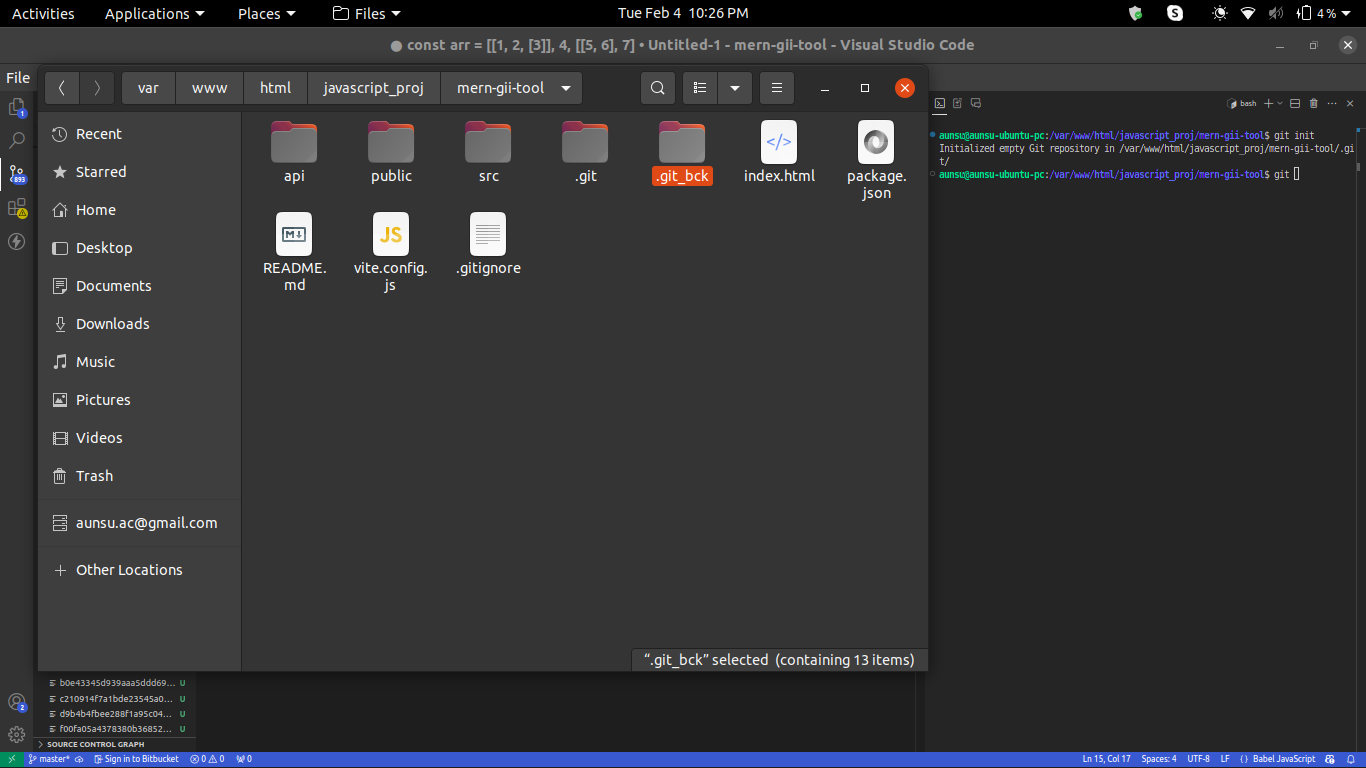 Activities Applications Places Files Tue Feb 4 10:26 PM 4 %
● const arr = [[1, 2, [3]], 4, [[5, 6], 7] • Untitled-1 - mern-gii-tool - Visual Studio Code
File
var www html javascript_proj mern-gii-tool
Recent
Starred
Home
Desktop
Documents
Downloads
Music
Pictures
Videos
Trash
aunsu.ac@gmail.com
Other Locations
api public src .git .git_bck index.html package.
json
README.
md
vite.config.
js
.gitignore
“.git_bck” selected (containing 13 items)
bash
aunsu@aunsu-ubuntu-pc:/var/www/html/javascript_proj/mern-gii-tool$ git init
Initialized empty Git repository in /var/www/html/javascript_proj/mern-gii-tool/.gi
t/
aunsu@aunsu-ubuntu-pc:/var/www/html/javascript_proj/mern-gii-tool$ git
1
893
2
b0e43345d939aaa5ddd69... U
c210914f7a1bde23545a0... U
d9b4b4fbee288f1a95c04... U
f00fa05a4378380b36852... U
SOURCE CONTROL GRAPH
master* Sign in to Bitbucket 0 0 0 Ln 15, Col 17 Spaces: 4 UTF-8 LF {} Babel JavaScript